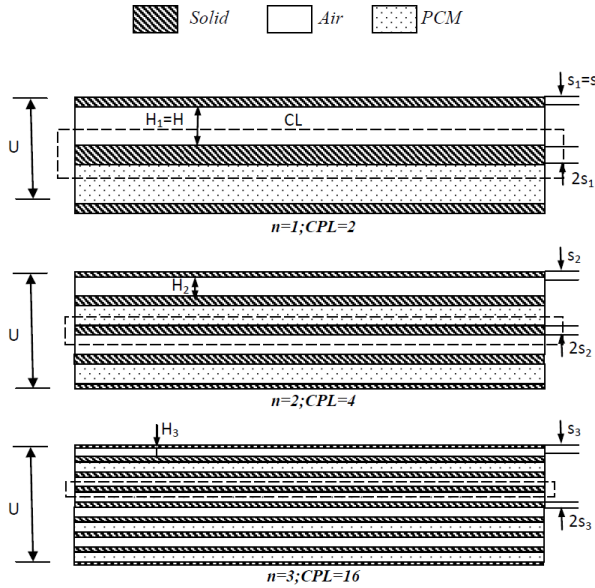 Solid Air PCM
s₁=s
H₁=H CL
U
2s₁
n=1;CPL=2
s₂
H₂
U
2s₂
n=2;CPL=4
H₃ s₃
U
2s₃
n=3;CPL=16